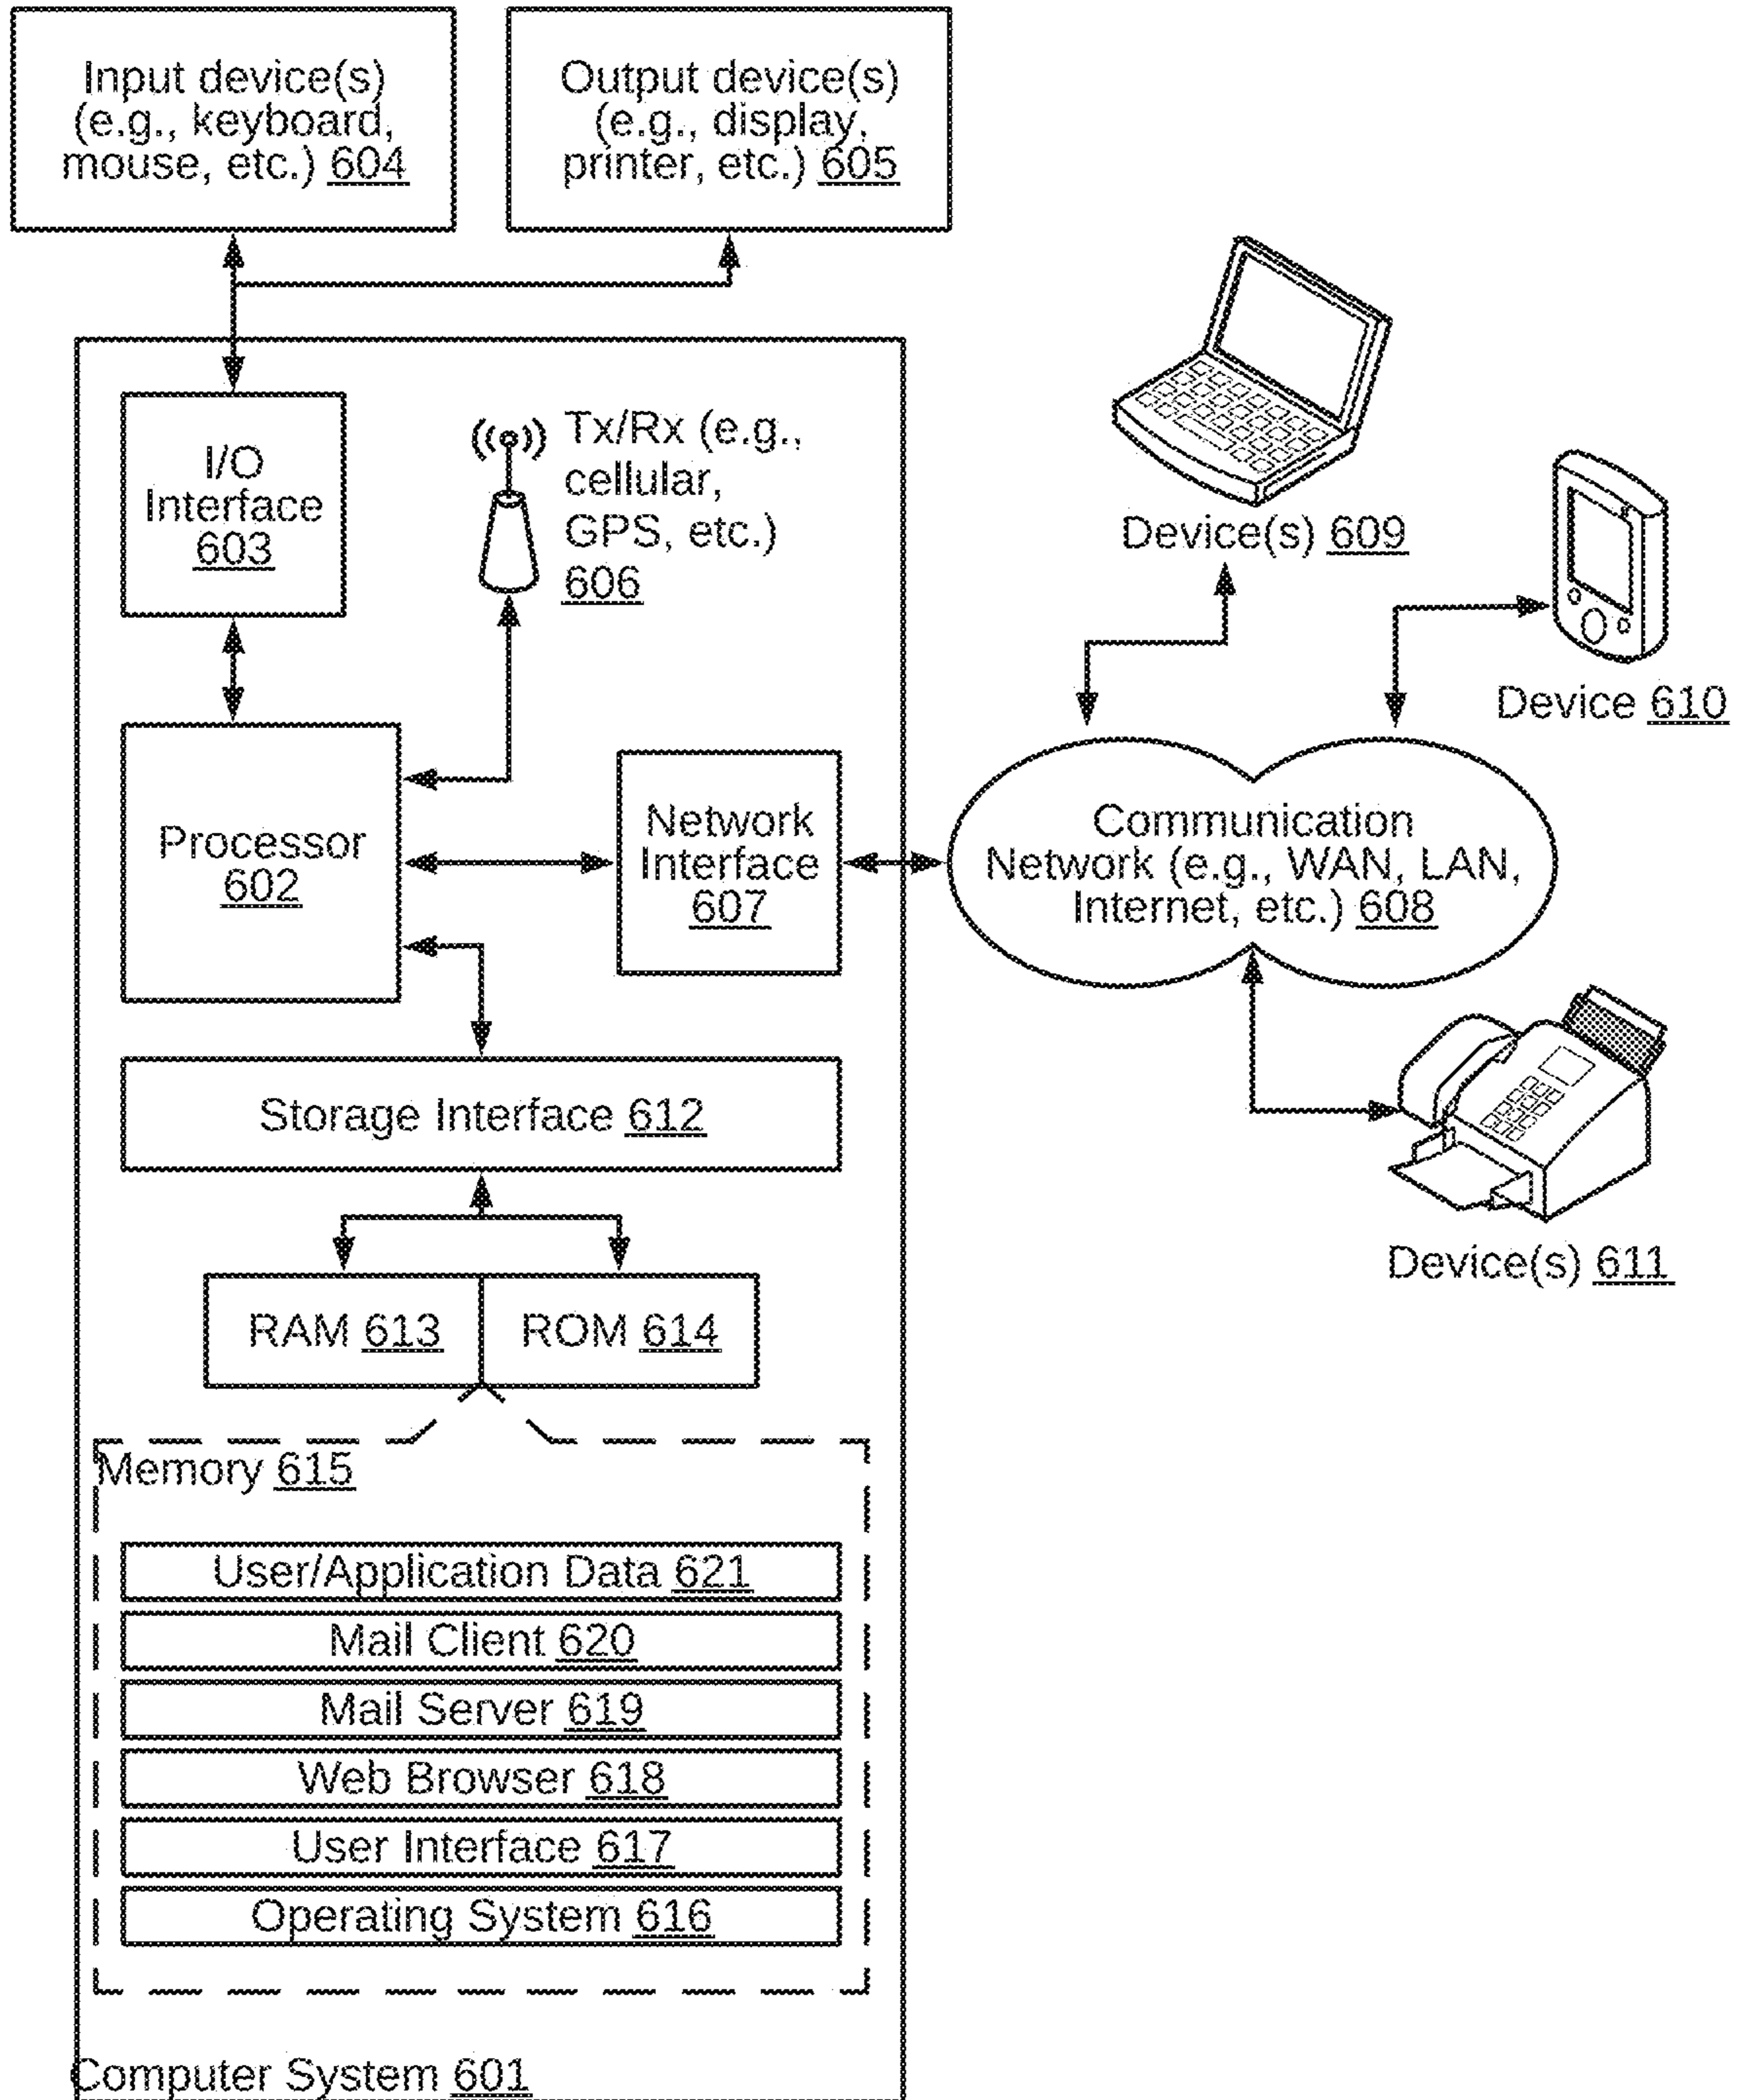 Input device(s)
(e.g., keyboard,
mouse, etc.) 604
Output device(s)
(e.g., display,
printer, etc.) 605
I/O
Interface
603
Tx/Rx (e.g.,
cellular,
GPS, etc.)
606
Device(s) 609
Device 610
Processor
602
Network
Interface
607
Communication
Network (e.g., WAN, LAN,
Internet, etc.) 608
Storage Interface 612
Device(s) 611
RAM 613
ROM 614
Memory 615
User/Application Data 621
Mail Client 620
Mail Server 619
Web Browser 618
User Interface 617
Operating System 616
Computer System 601